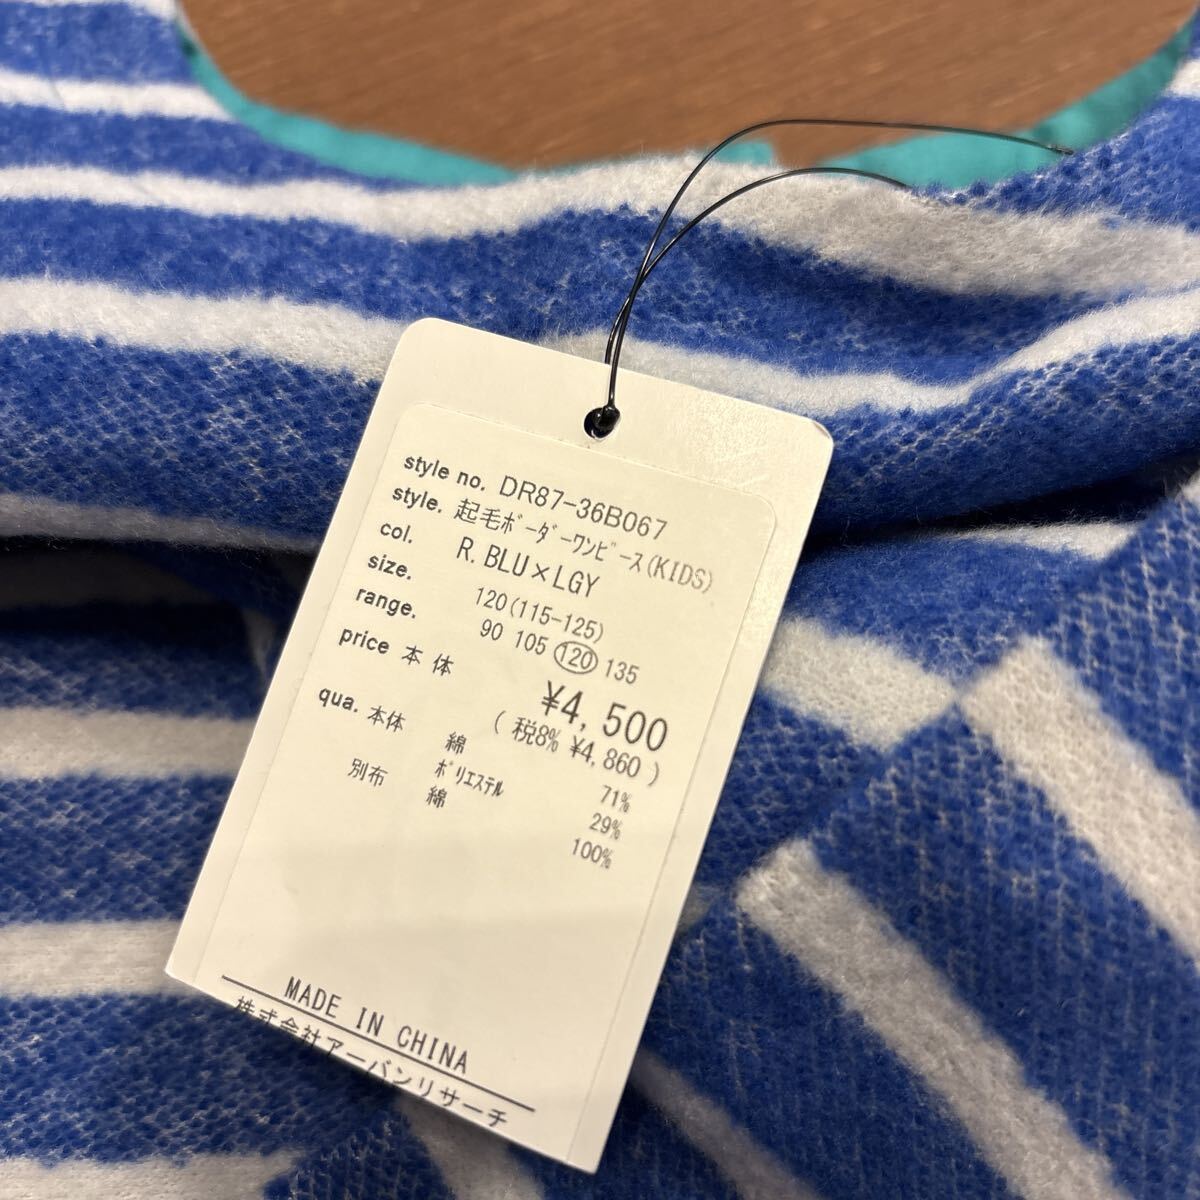 style no. DR87-36B067
style. 起毛ﾎﾞｰﾀﾞｰﾜﾝﾋﾟｰｽ(KIDS)
col. R.BLU×LGY
size. 120(115-125)
range. 90 105 120 135
price 本体 ¥4,500
( 税8% ¥4,860 )
qua. 本体 綿 71%
ﾎﾟﾘｴｽﾃﾙ 29%
別布 綿 100%
MADE IN CHINA
株式会社アーバンリサーチ